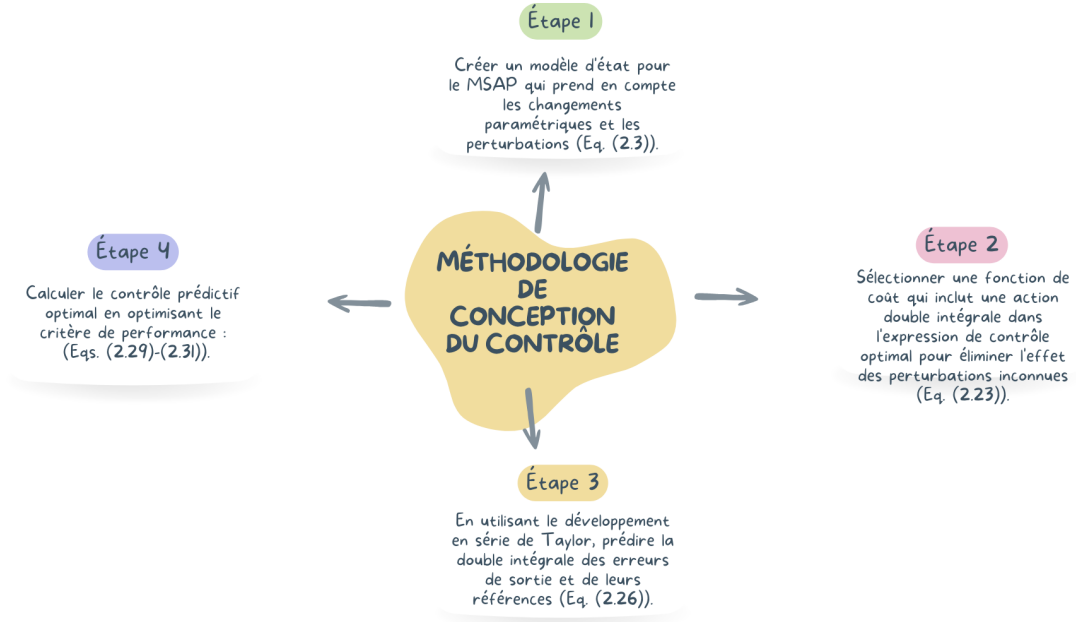 Étape 1
Créer un modèle d'état pour
le MSAP qui prend en compte
les changements
paramétriques et les
perturbations (Eq. (2.3)).
MÉTHODOLOGIE
DE
CONCEPTION
DU CONTRÔLE
Étape 2
Sélectionner une fonction de
coût qui inclut une action
double intégrale dans
l'expression de contrôle
optimal pour éliminer l'effet
des perturbations inconnues
(Eq. (2.23)).
Étape 3
En utilisant le développement
en série de Taylor, prédire la
double intégrale des erreurs
de sortie et de leurs
références (Eq. (2.26)).
Étape 4
Calculer le contrôle prédictif
optimal en optimisant le
critère de performance :
(Eqs. (2.29)-(2.31)).